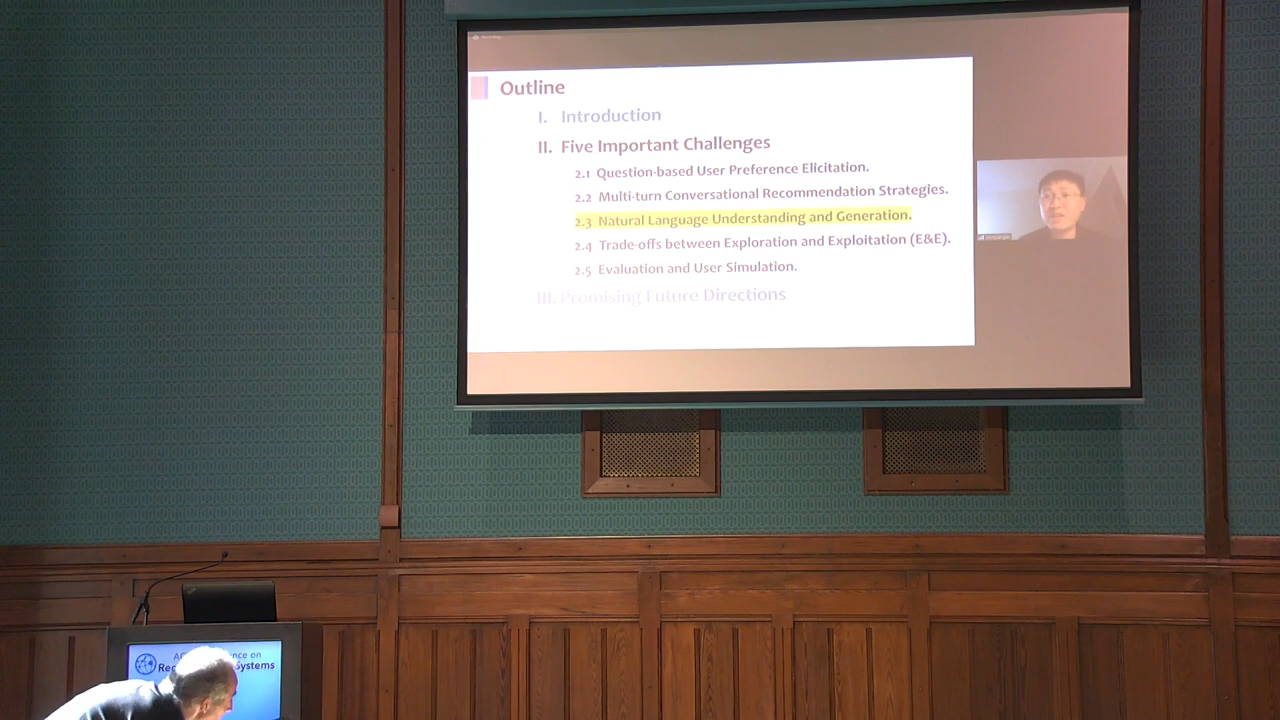 Outline
I. Introduction
II. Five Important Challenges
2.1 Question-based User Preference Elicitation.
2.2 Multi-turn Conversational Recommendation Strategies.
2.3 Natural Language Understanding and Generation.
2.4 Trade-offs between Exploration and Exploitation (E&E).
2.5 Evaluation and User Simulation.
III. Promising Future Directions
on
Systems